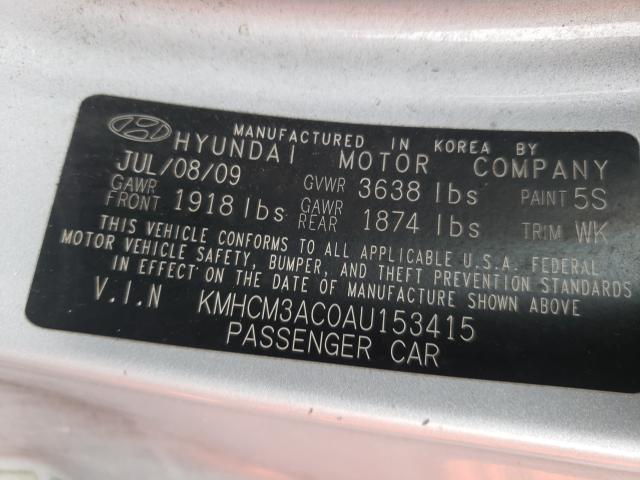 MANUFACTURED IN KOREA BY
HYUNDAI MOTOR COMPANY
JUL/08/09 GVWR 3638 lbs PAINT 5S
GAWR FRONT 1918 lbs GAWR REAR 1874 lbs TRIM WK
THIS VEHICLE CONFORMS TO ALL APPLICABLE U.S.A. FEDERAL
MOTOR VEHICLE SAFETY, BUMPER, AND THEFT PREVENTION STANDARDS
IN EFFECT ON THE DATE OF MANUFACTURE SHOWN ABOVE
V.I.N KMHCM3AC0AU153415
PASSENGER CAR